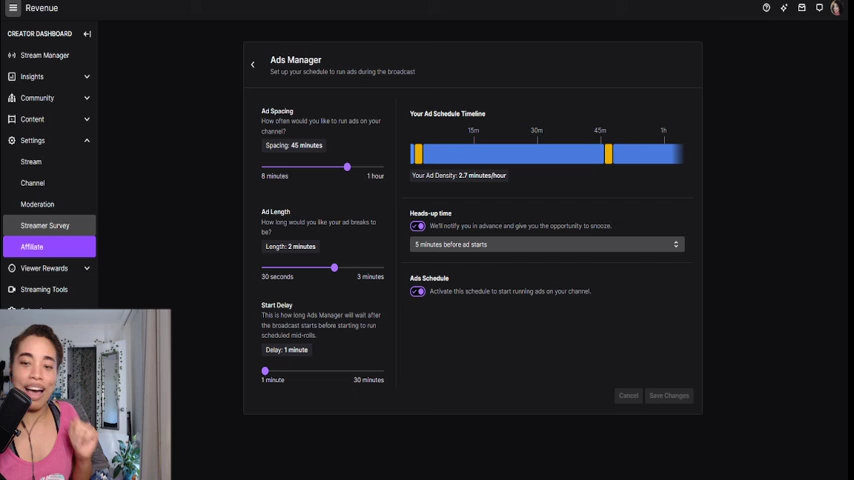 Revenue
CREATOR DASHBOARD
Stream Manager
Insights
Community
Content
Settings
Stream
Channel
Moderation
Streamer Survey
Affiliate
Viewer Rewards
Streaming Tools
Ads Manager
Set up your schedule to run ads during the broadcast
Ad Spacing
How often would you like to run ads on your
channel?
Spacing: 45 minutes
8 minutes 1 hour
Ad Length
How long would you like your ad breaks to
be?
Length: 2 minutes
30 seconds 3 minutes
Start Delay
This is how long Ads Manager will wait after
the broadcast starts before starting to run
scheduled mid-rolls.
Delay: 1 minute
1 minute 30 minutes
Your Ad Schedule Timeline
15m 30m 45m 1h
Your Ad Density: 2.7 minutes/hour
Heads-up time
We'll notify you in advance and give you the opportunity to snooze.
5 minutes before ad starts
Ads Schedule
Activate this schedule to start running ads on your channel.
Cancel Save Changes